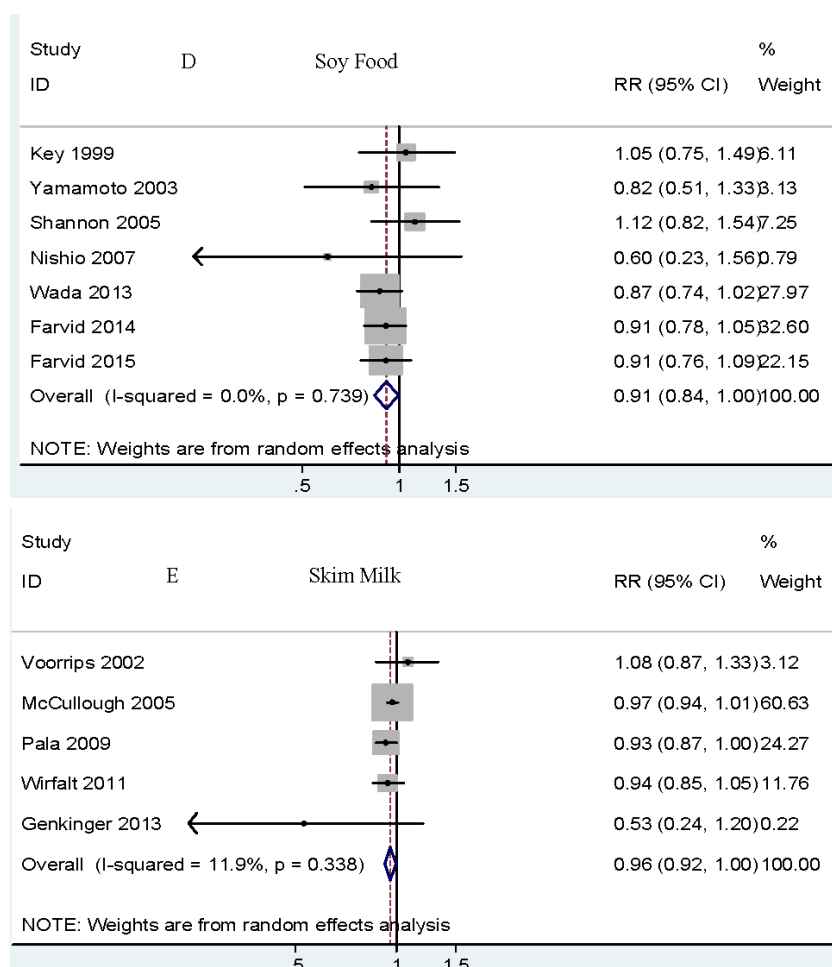 Study %
D Soy Food
ID RR (95% CI) Weight
Key 1999 1.05 (0.75, 1.49)6.11
Yamamoto 2003 0.82 (0.51, 1.33)3.13
Shannon 2005 1.12 (0.82, 1.54)7.25
Nishio 2007 0.60 (0.23, 1.56)0.79
Wada 2013 0.87 (0.74, 1.02)27.97
Farvid 2014 0.91 (0.78, 1.05)32.60
Farvid 2015 0.91 (0.76, 1.09)22.15
Overall (I-squared = 0.0%, p = 0.739) 0.91 (0.84, 1.00)100.00
NOTE: Weights are from random effects analysis
.5 1 1.5
Study %
ID E Skim Milk RR (95% CI) Weight
Voorrips 2002 1.08 (0.87, 1.33)3.12
McCullough 2005 0.97 (0.94, 1.01)60.63
Pala 2009 0.93 (0.87, 1.00)24.27
Wirfalt 2011 0.94 (0.85, 1.05)11.76
Genkinger 2013 0.53 (0.24, 1.20)0.22
Overall (I-squared = 11.9%, p = 0.338) 0.96 (0.92, 1.00)100.00
NOTE: Weights are from random effects analysis
.5 1 1.5